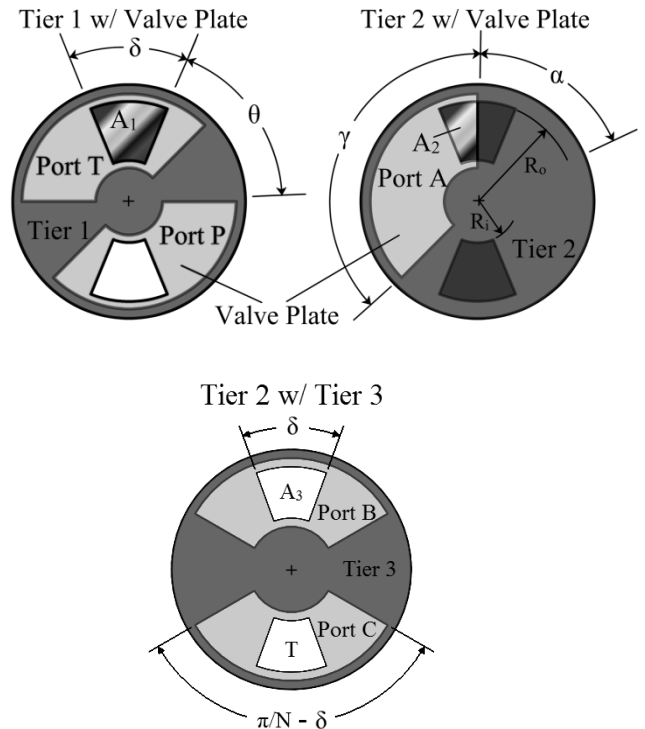 Tier 1 w/ Valve Plate
Tier 2 w/ Valve Plate
δ
θ
A1
Port T
Tier 1
Port P
α
γ
A2
Port A
Ro
Ri
Tier 2
Valve Plate
Tier 2 w/ Tier 3
δ
A3
Port B
Tier 3
Port C
T
π/N - δ